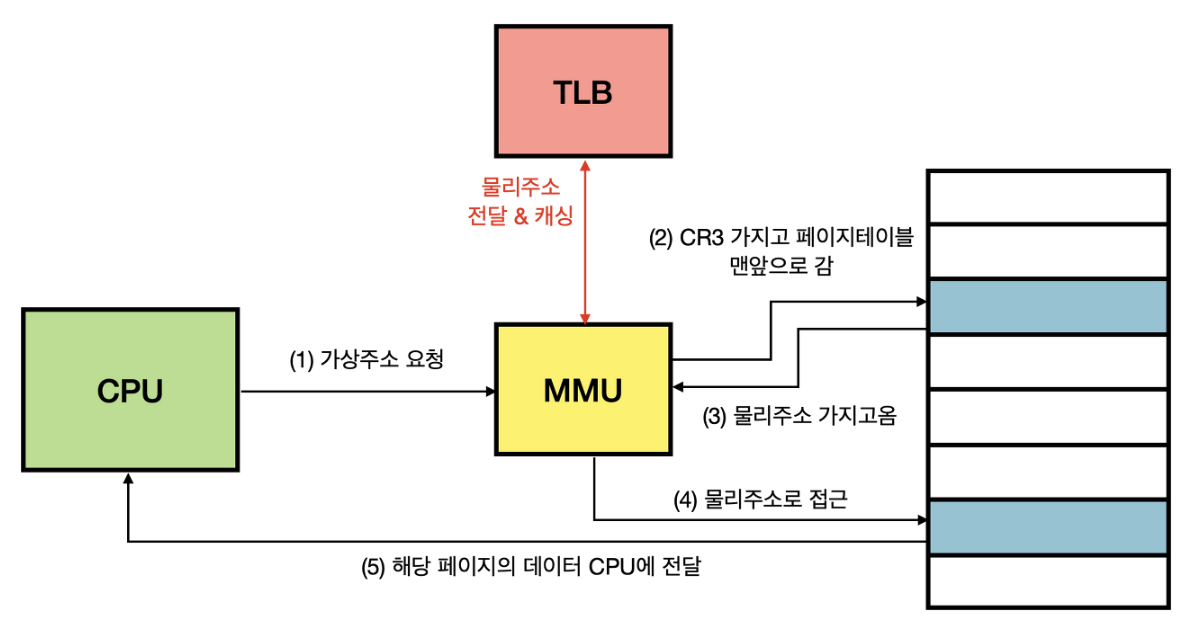 TLB
물리주소
전달 & 캐싱
(2) CR3 가지고 페이지테이블
맨앞으로 감
(1) 가상주소 요청
CPU
MMU
(3) 물리주소 가지고옴
(4) 물리주소로 접근
(5) 해당 페이지의 데이터 CPU에 전달